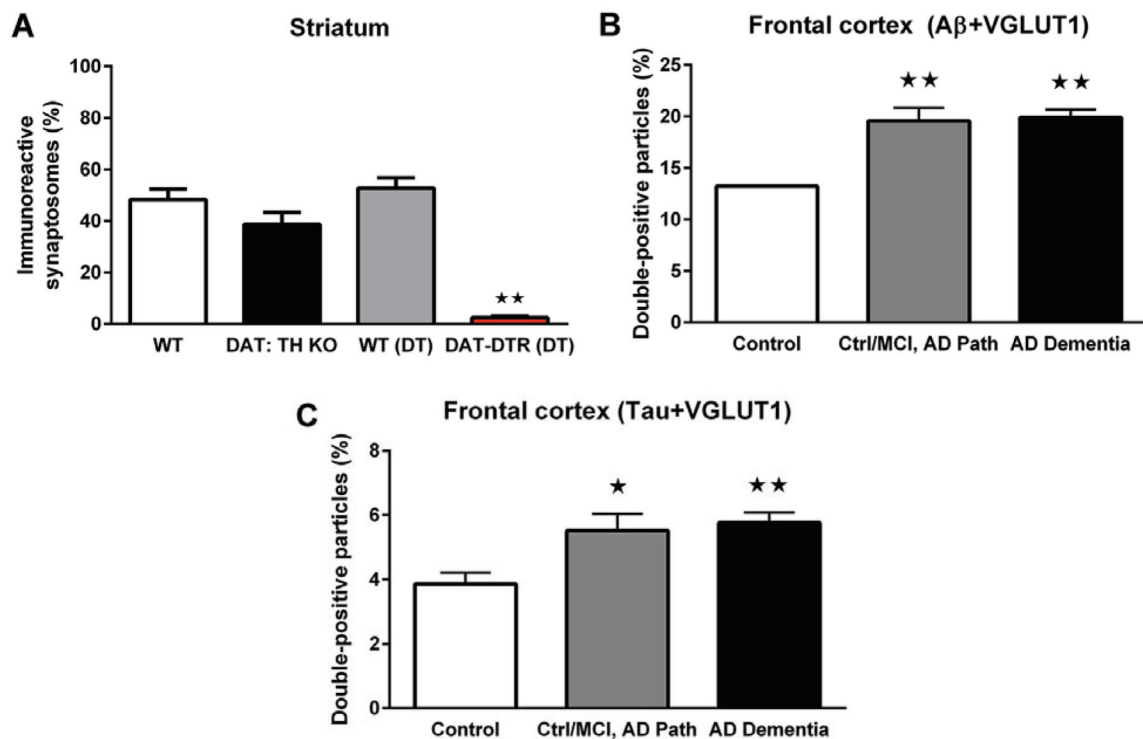 A
Striatum
Immunoreactive
synaptosomes (%)
100
80
60
40
20
0
★★
WT
DAT: TH KO
WT (DT)
DAT-DTR (DT)
B
Frontal cortex (Aβ+VGLUT1)
Double-positive particles (%)
25
20
15
10
5
0
★★
★★
Control
Ctrl/MCI, AD Path
AD Dementia
C
Frontal cortex (Tau+VGLUT1)
Double-positive particles (%)
8
6
4
2
0
★
★★
Control
Ctrl/MCI, AD Path
AD Dementia